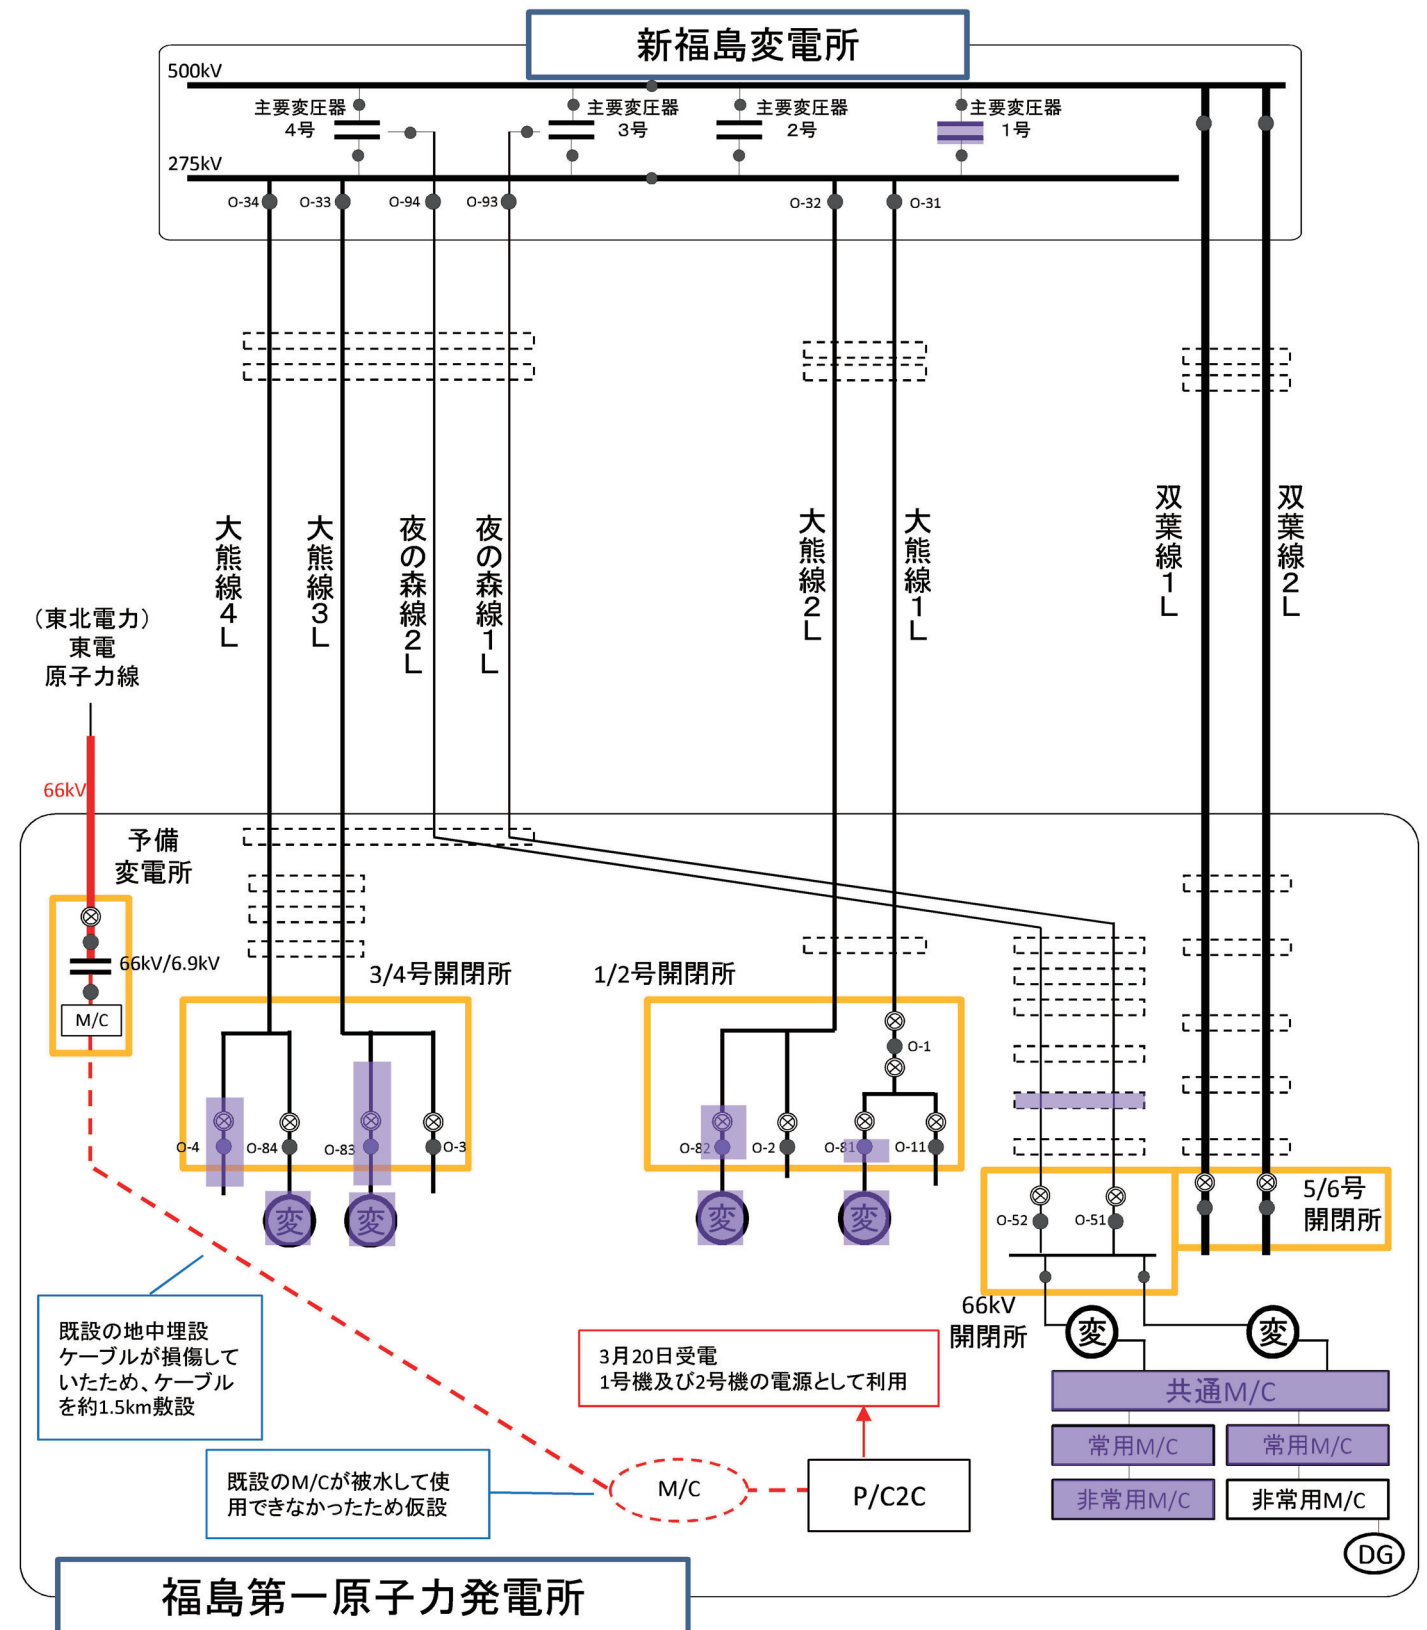 新福島変電所
500kV
主要変圧器
4号
主要変圧器
3号
主要変圧器
2号
主要変圧器
1号
275kV
O-34
O-33
O-94
O-93
O-32
O-31
大熊線4L
大熊線3L
夜の森線2L
夜の森線1L
大熊線2L
大熊線1L
双葉線1L
双葉線2L
（東北電力）
東電
原子力線
66kV
予備
変電所
66kV/6.9kV
M/C
3/4号開閉所
O-4
O-84
O-83
O-3
変
変
1/2号開閉所
O-1
O-82
O-2
O-81
O-11
変
変
5/6号
開閉所
O-52
O-51
66kV
開閉所
変
変
共通M/C
常用M/C
常用M/C
非常用M/C
非常用M/C
DG
既設の地中埋設
ケーブルが損傷して
いたため、ケーブル
を約1.5km敷設
3月20日受電
1号機及び2号機の電源として利用
既設のM/Cが被水して使
用できなかったため仮設
M/C
P/C2C
福島第一原子力発電所